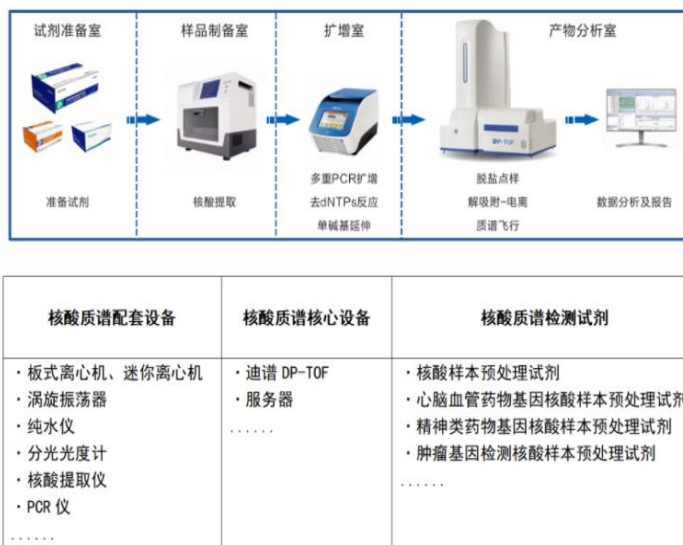 试剂准备室
样品制备室
扩增室
产物分析室
DP-TOF
准备试剂
核酸提取
多重PCR扩增
去dNTPs反应
单碱基延伸
脱盐点样
解吸附-电离
质谱飞行
数据分析及报告
核酸质谱配套设备
核酸质谱核心设备
核酸质谱检测试剂
·板式离心机、迷你离心机
·涡旋振荡器
·纯水仪
·分光光度计
·核酸提取仪
·PCR 仪
......
·迪谱 DP-TOF
·服务器
......
·核酸样本预处理试剂
·心脑血管药物基因核酸样本预处理试剂
·精神类药物基因核酸样本预处理试剂
·肿瘤基因检测核酸样本预处理试剂
......